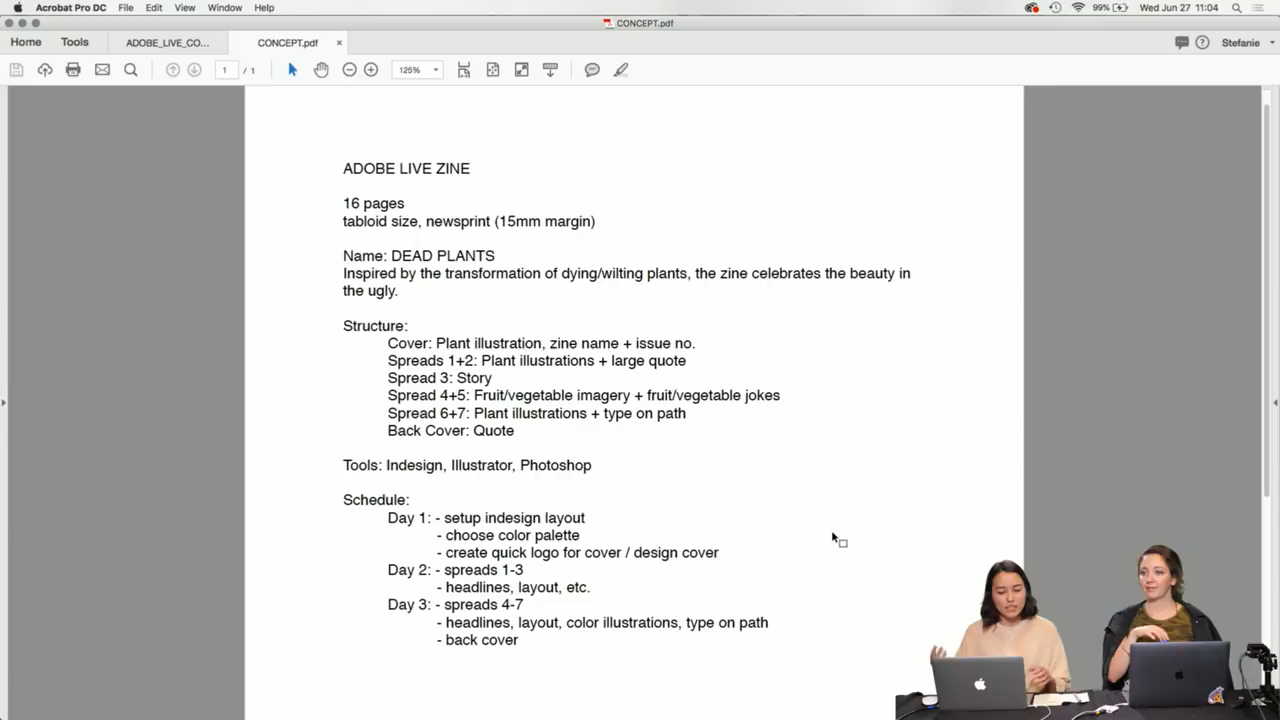 Acrobat Pro DC File Edit View Window Help 99% Wed Jun 27 11:04
CONCEPT.pdf
Home Tools ADOBE_LIVE_CO... CONCEPT.pdf × Stefanie
1 / 1 125%
ADOBE LIVE ZINE
16 pages
tabloid size, newsprint (15mm margin)
Name: DEAD PLANTS
Inspired by the transformation of dying/wilting plants, the zine celebrates the beauty in
the ugly.
Structure:
Cover: Plant illustration, zine name + issue no.
Spreads 1+2: Plant illustrations + large quote
Spread 3: Story
Spread 4+5: Fruit/vegetable imagery + fruit/vegetable jokes
Spread 6+7: Plant illustrations + type on path
Back Cover: Quote
Tools: Indesign, Illustrator, Photoshop
Schedule:
Day 1: - setup indesign layout
- choose color palette
- create quick logo for cover / design cover
Day 2: - spreads 1-3
- headlines, layout, etc.
Day 3: - spreads 4-7
- headlines, layout, color illustrations, type on path
- back cover